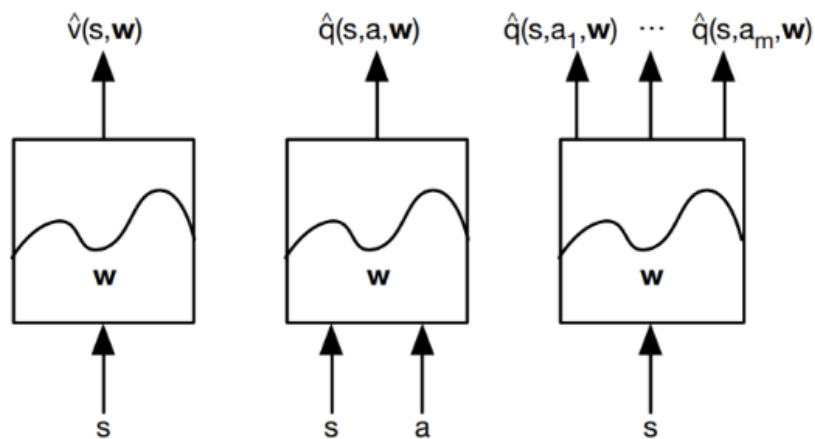 v̂(s,w) q̂(s,a,w) q̂(s,a₁,w) ··· q̂(s,aₘ,w)
w w w
s s a s